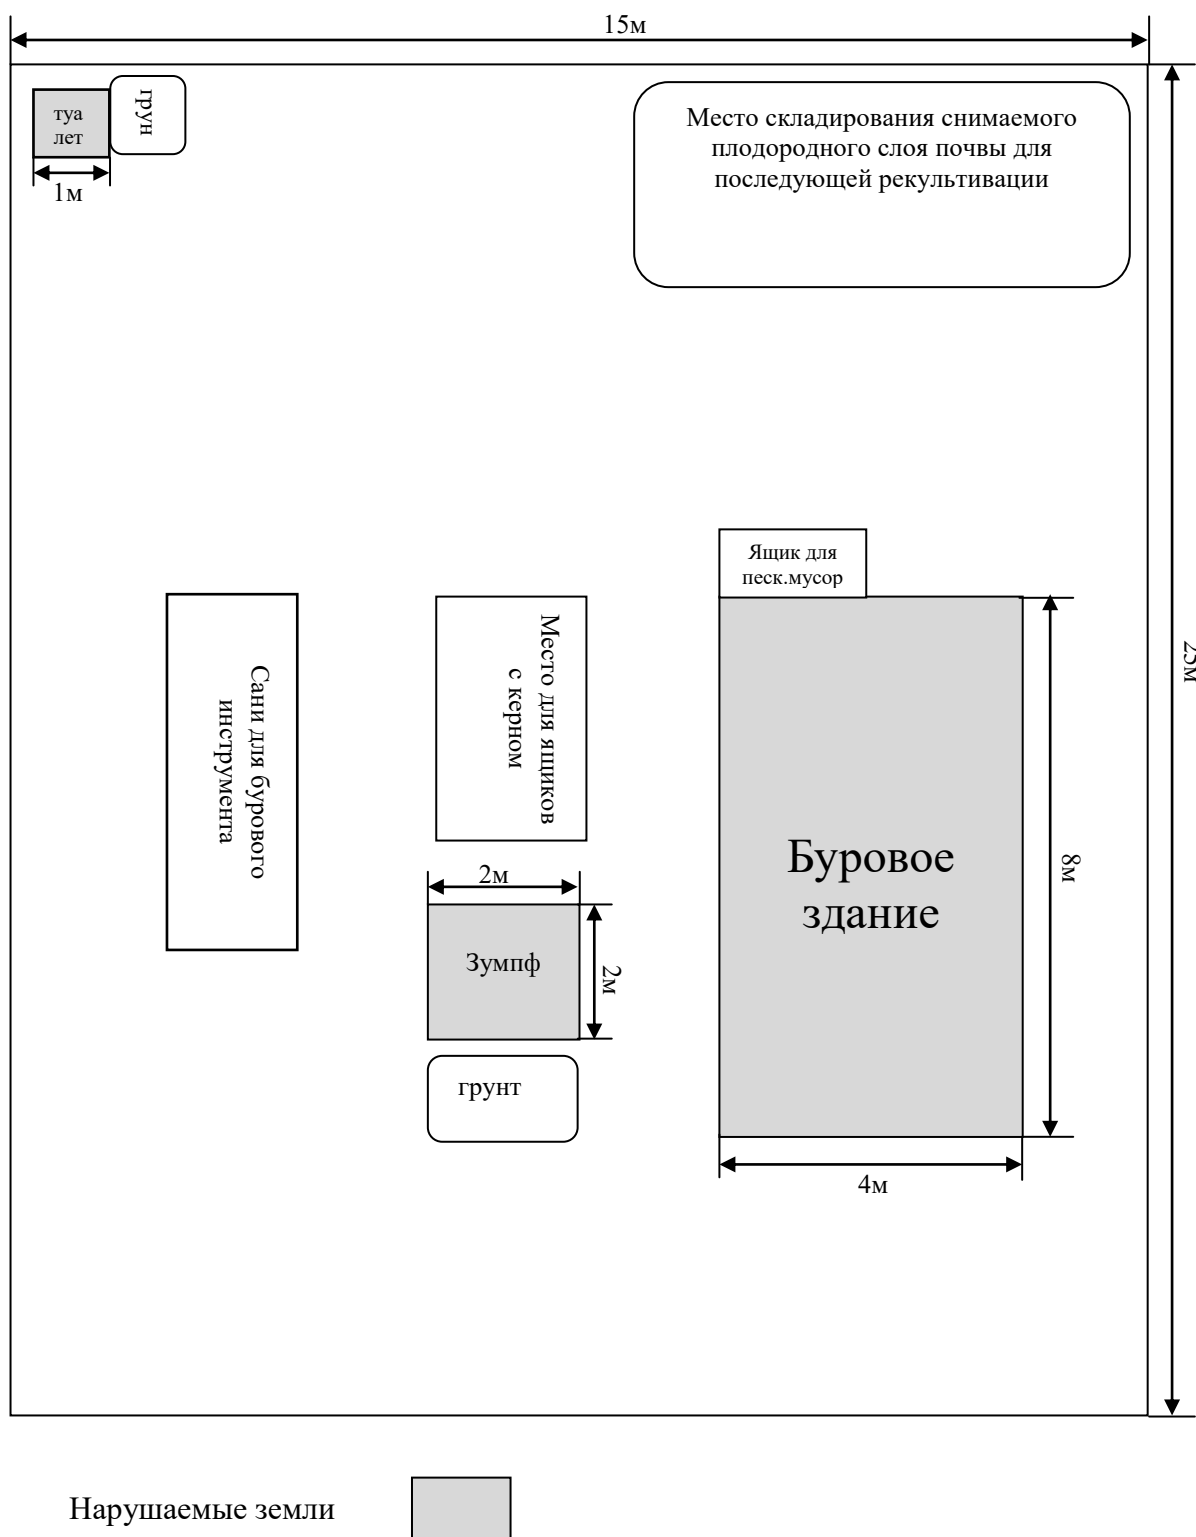 15м
туа
лет
грун
1м
Место складирования снимаемого
плодородного слоя почвы для
последующей рекультивации
25м
Ящик для
песк.мусор
Сани для бурового
инструмента
Место для ящиков
с керном
Буровое
здание
8м
2м
Зумпф
2м
грунт
4м
Нарушаемые земли